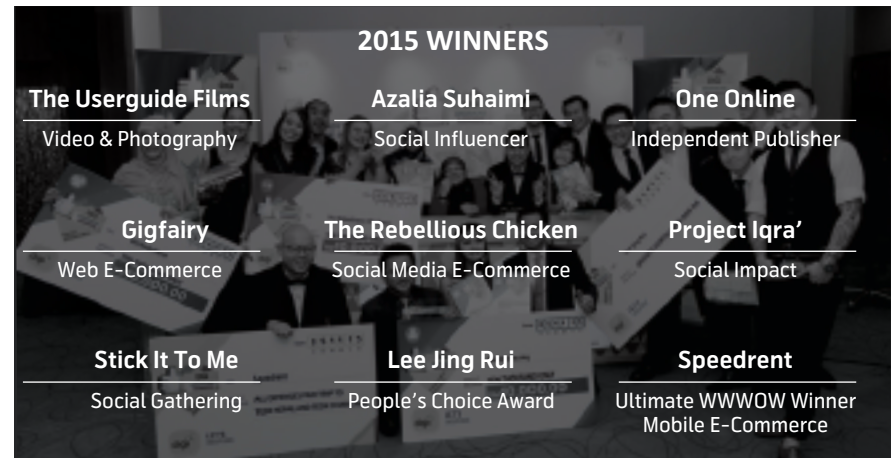 2015 WINNERS
The Userguide Films
Video & Photography
Azalia Suhaimi
Social Influencer
One Online
Independent Publisher
Gigfairy
Web E-Commerce
The Rebellious Chicken
Social Media E-Commerce
Project Iqra’
Social Impact
Stick It To Me
Social Gathering
Lee Jing Rui
People’s Choice Award
Speedrent
Ultimate WWWOW Winner
Mobile E-Commerce